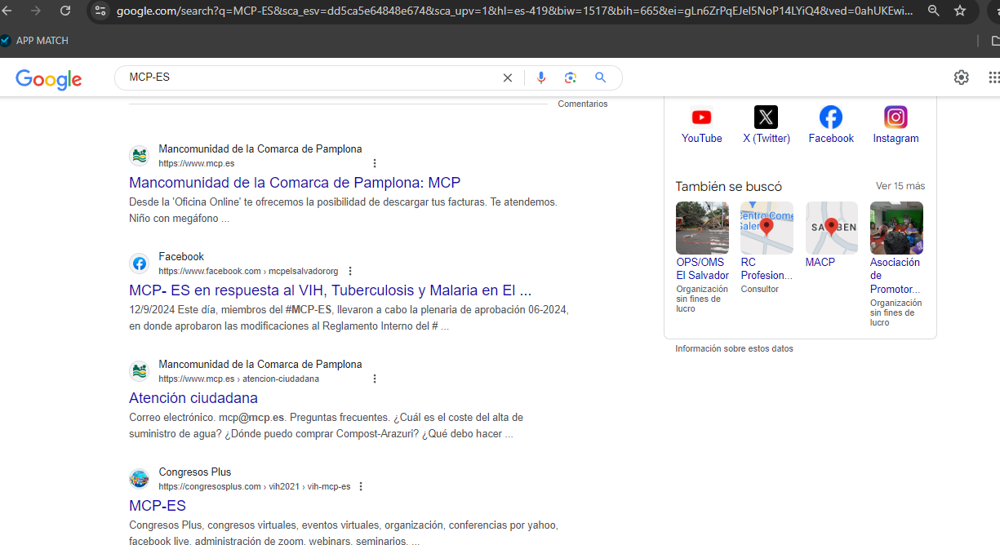 google.com/search?q=MCP-ES&sca_esv=dd5ca5e64848e674&sca_upv=1&hl=es-419&biw=1517&bih=665&ei=gLn6ZrPqEJel5NoP14LYiQ4&ved=0ahUKEwi...
APP MATCH
Google
MCP-ES
Comentarios
Mancomunidad de la Comarca de Pamplona
https://www.mcp.es
Mancomunidad de la Comarca de Pamplona: MCP
Desde la 'Oficina Online' te ofrecemos la posibilidad de descargar tus facturas. Te atendemos.
Niño con megáfono ...
Facebook
https://www.facebook.com › mcpelsalvadororg
MCP- ES en respuesta al VIH, Tuberculosis y Malaria en El ...
12/9/2024 Este día, miembros del #MCP-ES, llevaron a cabo la plenaria de aprobación 06-2024,
en donde aprobaron las modificaciones al Reglamento Interno del # ...
Mancomunidad de la Comarca de Pamplona
https://www.mcp.es › atencion-ciudadana
Atención ciudadana
Correo electrónico. mcp@mcp.es. Preguntas frecuentes. ¿Cuál es el coste del alta de
suministro de agua? ¿Dónde puedo comprar Compost-Arazuri? ¿Qué debo hacer ...
Congresos Plus
https://congresosplus.com › vih2021 › vih-mcp-es
MCP-ES
Congresos Plus, congresos virtuales, eventos virtuales, organización, conferencias por yahoo,
facebook live, administración de zoom, webinars, seminarios, ...
YouTube
X (Twitter)
Facebook
Instagram
También se buscó
Ver 15 más
Centro Come
Galer
SA BEN
OPS/OMS
El Salvador
Organización
sin fines de
lucro
RC
Profesion...
Consultor
MACP
Asociación
de
Promotor...
Organización
sin fines de
lucro
Información sobre estos datos